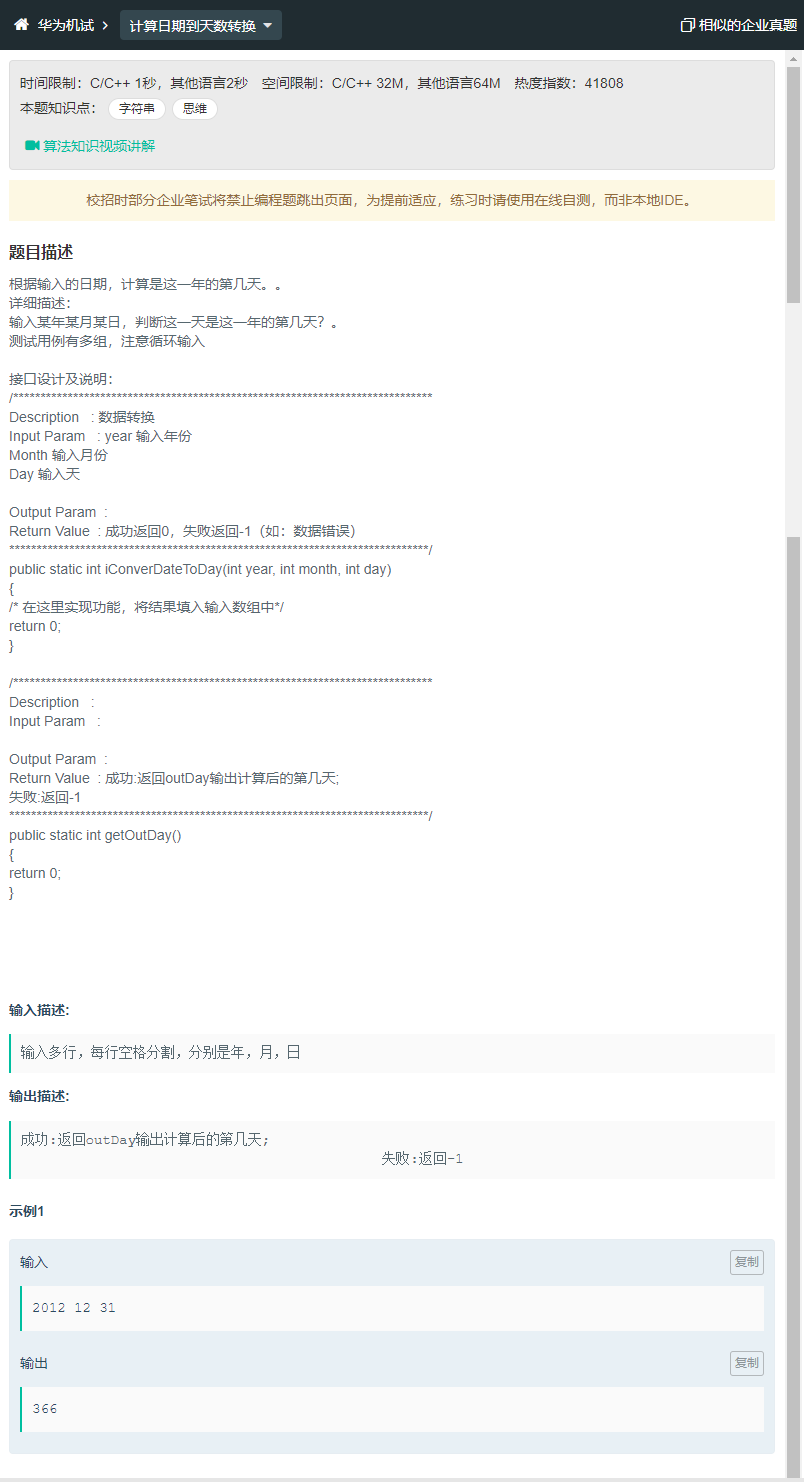 华为机试 计算日期到天数转换 相似的企业真题
时间限制：C/C++ 1秒，其他语言2秒 空间限制：C/C++ 32M，其他语言64M 热度指数：41808
本题知识点： 字符串 思维
算法知识视频讲解
校招时部分企业笔试将禁止编程题跳出页面，为提前适应，练习时请使用在线自测，而非本地IDE。
题目描述
根据输入的日期，计算是这一年的第几天。。
详细描述：
输入某年某月某日，判断这一天是这一年的第几天？。
测试用例有多组，注意循环输入
接口设计及说明：
/*****************************************************************************
Description : 数据转换
Input Param : year 输入年份
Month 输入月份
Day 输入天
Output Param :
Return Value : 成功返回0，失败返回-1（如：数据错误）
*****************************************************************************/
public static int iConverDateToDay(int year, int month, int day)
{
/* 在这里实现功能，将结果填入输入数组中*/
return 0;
}
/*****************************************************************************
Description :
Input Param :
Output Param :
Return Value : 成功:返回outDay输出计算后的第几天;
失败:返回-1
*****************************************************************************/
public static int getOutDay()
{
return 0;
}
输入描述:
输入多行，每行空格分割，分别是年，月，日
输出描述:
成功:返回outDay输出计算后的第几天;
失败:返回-1
示例1
输入 复制
2012 12 31
输出 复制
366